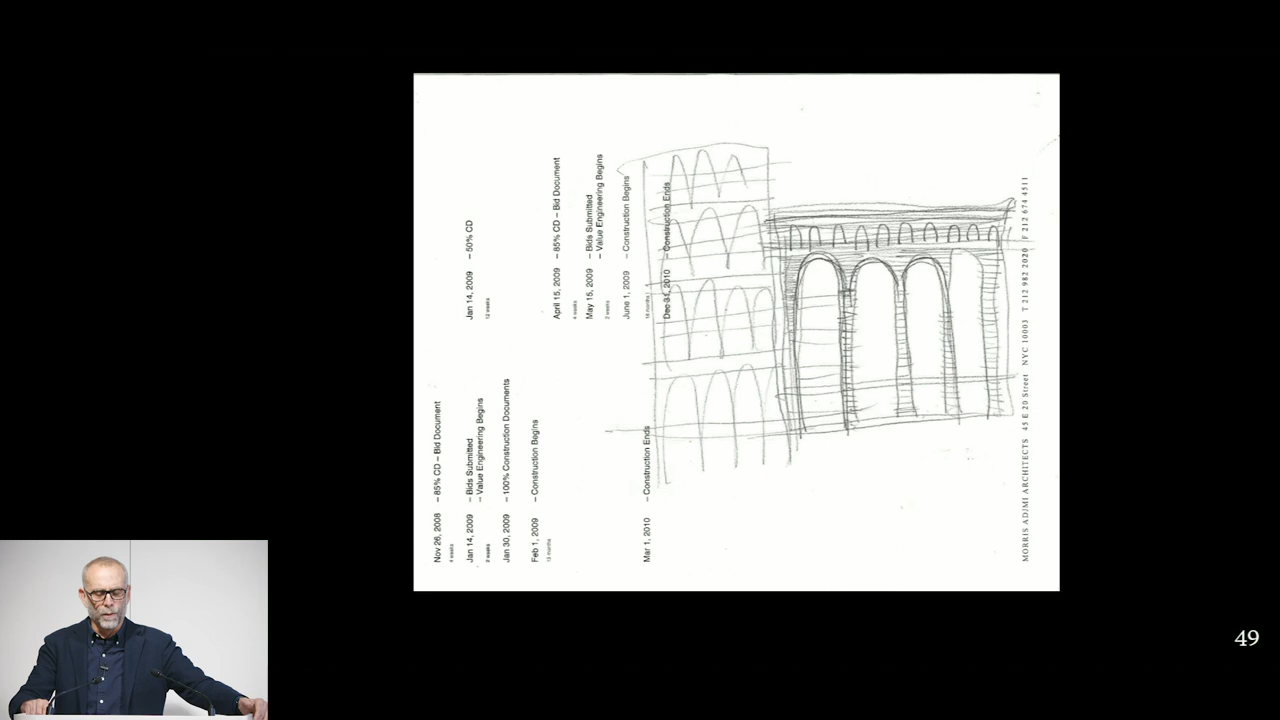 Nov 26, 2008 – 85% CD – Bid Document
4 weeks
Jan 14, 2009 – Bids Submitted
– Value Engineering Begins
Jan 30, 2009 – 100% Construction Documents
Feb 1, 2009 – Construction Begins
13 months
Mar 1, 2010 – Construction Ends
Jan 14, 2009 – 50% CD
12 weeks
April 15, 2009 – 85% CD – Bid Document
4 weeks
May 15, 2009 – Bids Submitted
– Value Engineering Begins
2 weeks
June 1, 2009 – Construction Begins
months
Dec 31, 2010 – Construction Ends
MORRIS ADJMI ARCHITECTS 45 E 20 Street NYC 10003 T 212 982 2020 F 212 674 4511
49